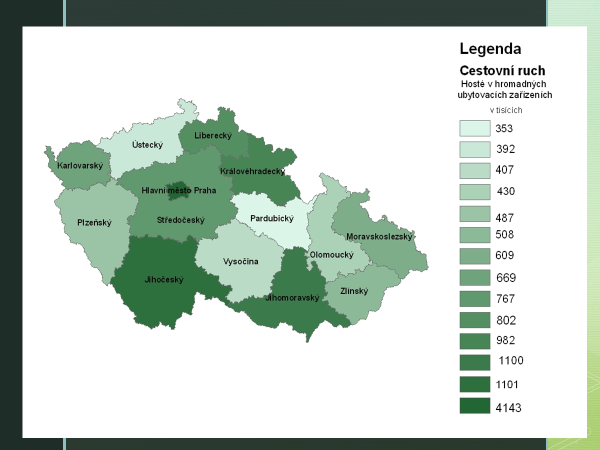 Legenda
Cestovní ruch
Hosté v hromadných
ubytovacích zařízeních
v tisících
353
392
407
430
487
508
609
669
767
802
982
1100
1101
4143
Liberecký
Ústecký
Karlovarský
Královéhradecký
Hlavní město Praha
Plzeňský
Středočeský
Pardubický
Moravskoslezský
Olomoucký
Vysočina
Jihočeský
Zlínský
Jihomoravský